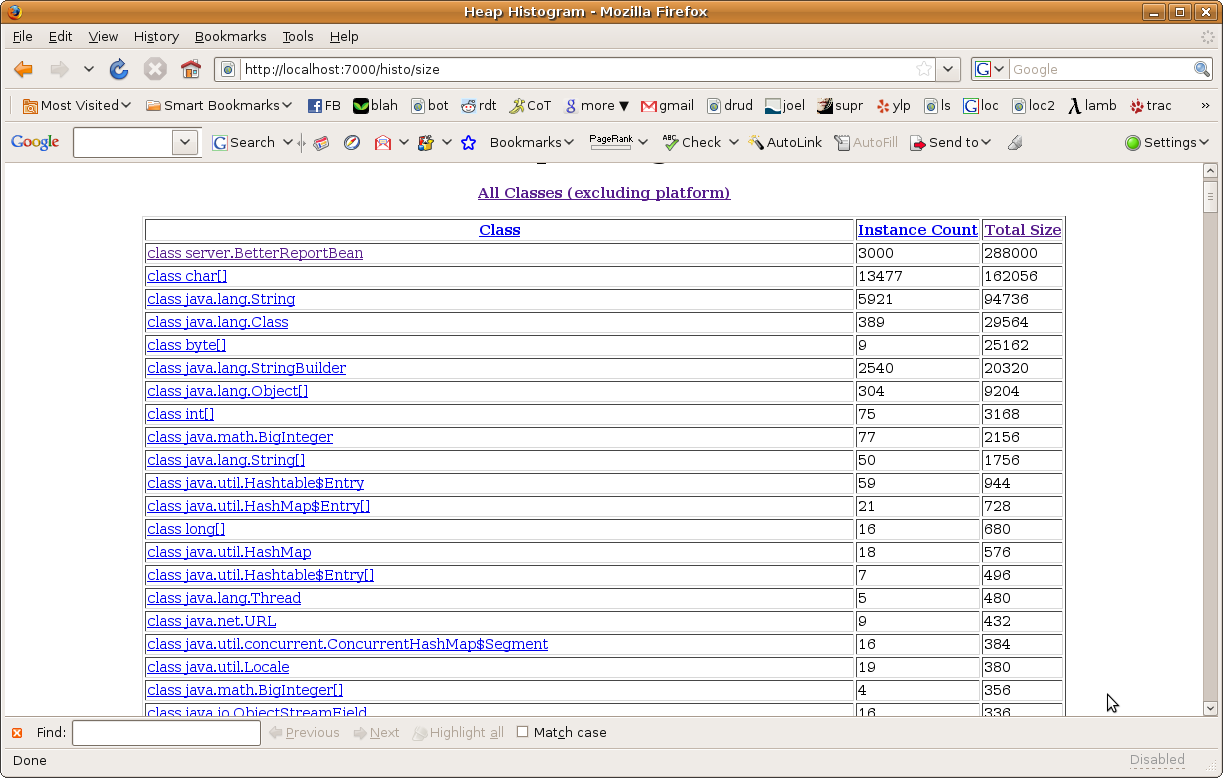 Heap Histogram - Mozilla Firefox
File Edit View History Bookmarks Tools Help
http://localhost:7000/histo/size G Google
Most Visited Smart Bookmarks FB blah bot rdt CoT more ▼ gmail drud joel supr ylp ls loc loc2 lamb trac »
Google Search Bookmarks PageRank ABC Check AutoLink AutoFill Send to Settings
All Classes (excluding platform)
Class Instance Count Total Size
class server.BetterReportBean 3000 288000
class char[] 13477 162056
class java.lang.String 5921 94736
class java.lang.Class 389 29564
class byte[] 9 25162
class java.lang.StringBuilder 2540 20320
class java.lang.Object[] 304 9204
class int[] 75 3168
class java.math.BigInteger 77 2156
class java.lang.String[] 50 1756
class java.util.Hashtable$Entry 59 944
class java.util.HashMap$Entry[] 21 728
class long[] 16 680
class java.util.HashMap 18 576
class java.util.Hashtable$Entry[] 7 496
class java.lang.Thread 5 480
class java.net.URL 9 432
class java.util.concurrent.ConcurrentHashMap$Segment 16 384
class java.util.Locale 19 380
class java.math.BigInteger[] 4 356
class java.io.ObjectStreamField 16 336
Find: Previous Next Highlight all Match case
Done Disabled